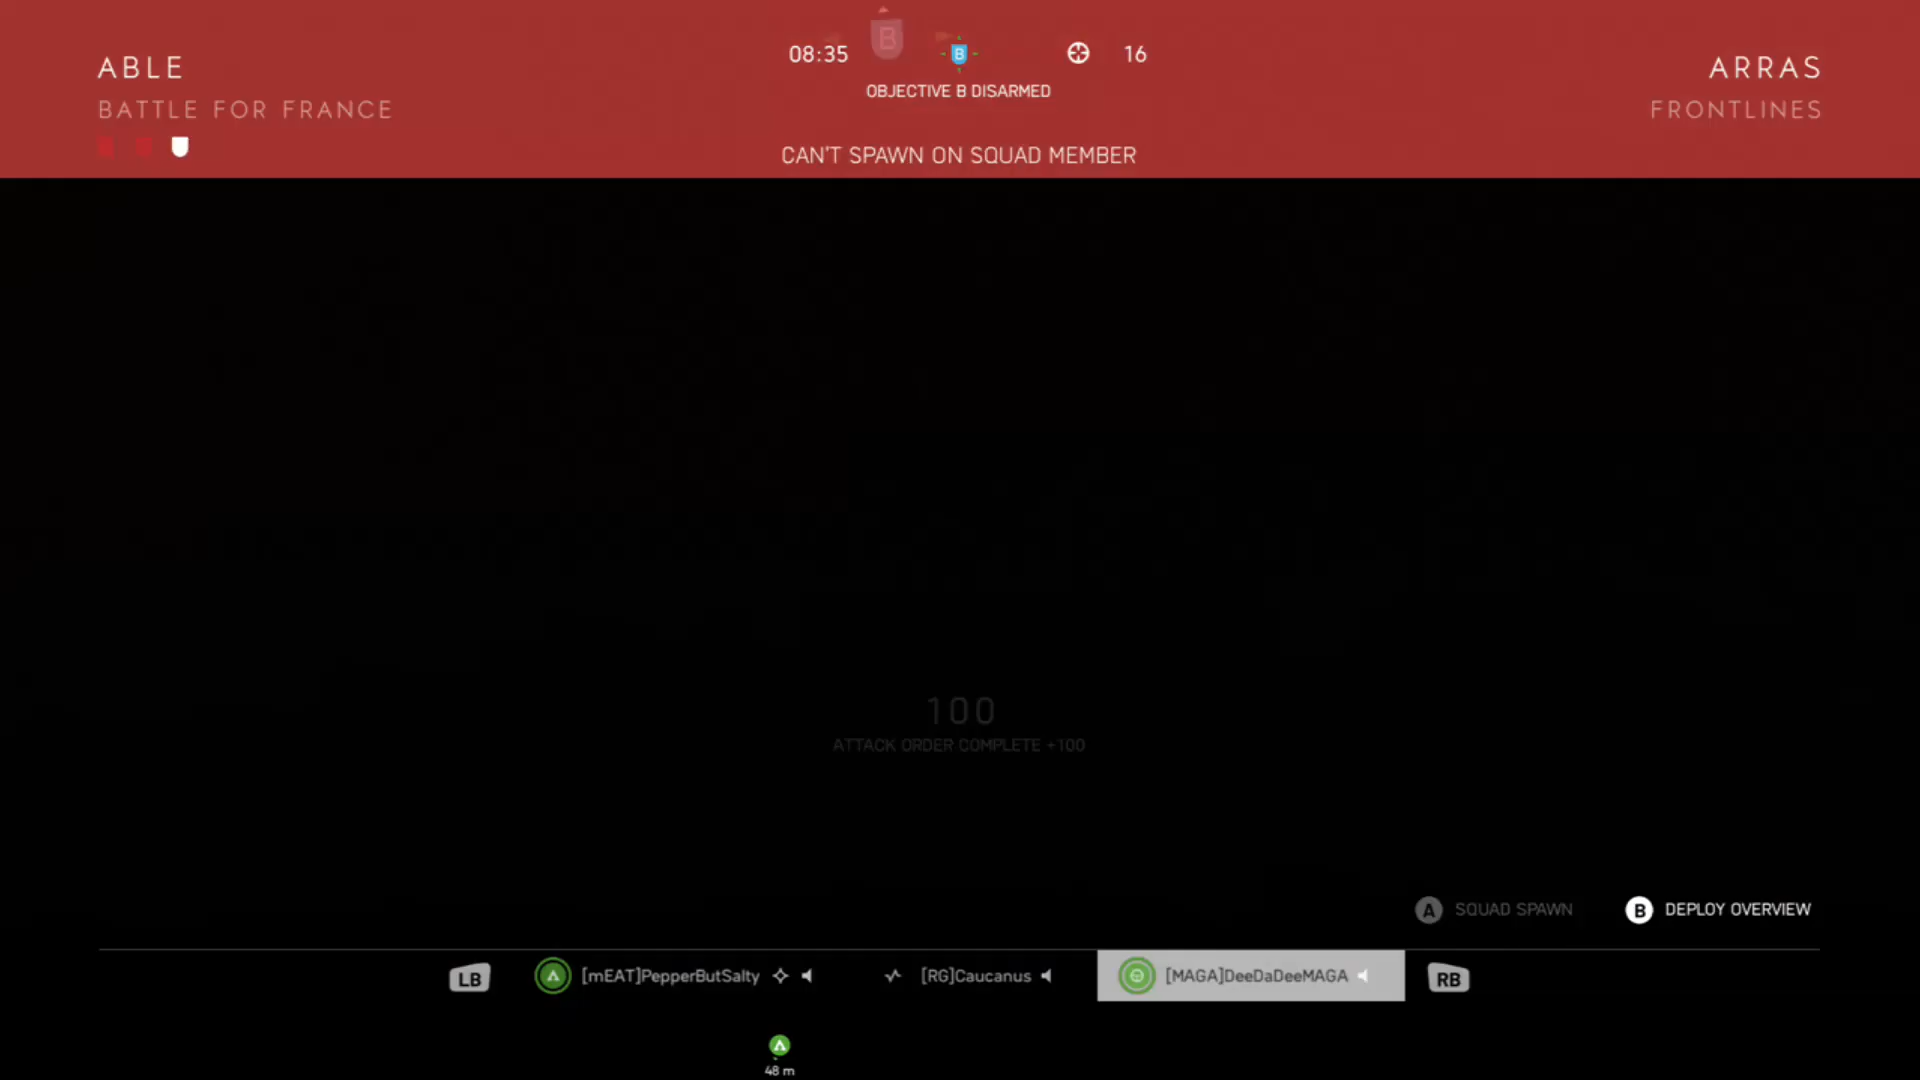 ABLE
BATTLE FOR FRANCE
08:35
B
B
16
OBJECTIVE B DISARMED
CAN'T SPAWN ON SQUAD MEMBER
ARRAS
FRONTLINES
100
ATTACK ORDER COMPLETE +100
A SQUAD SPAWN
B DEPLOY OVERVIEW
LB
[mEAT]PepperButSalty
[RG]Caucanus
[MAGA]DeeDaDeeMAGA
RB
48 m